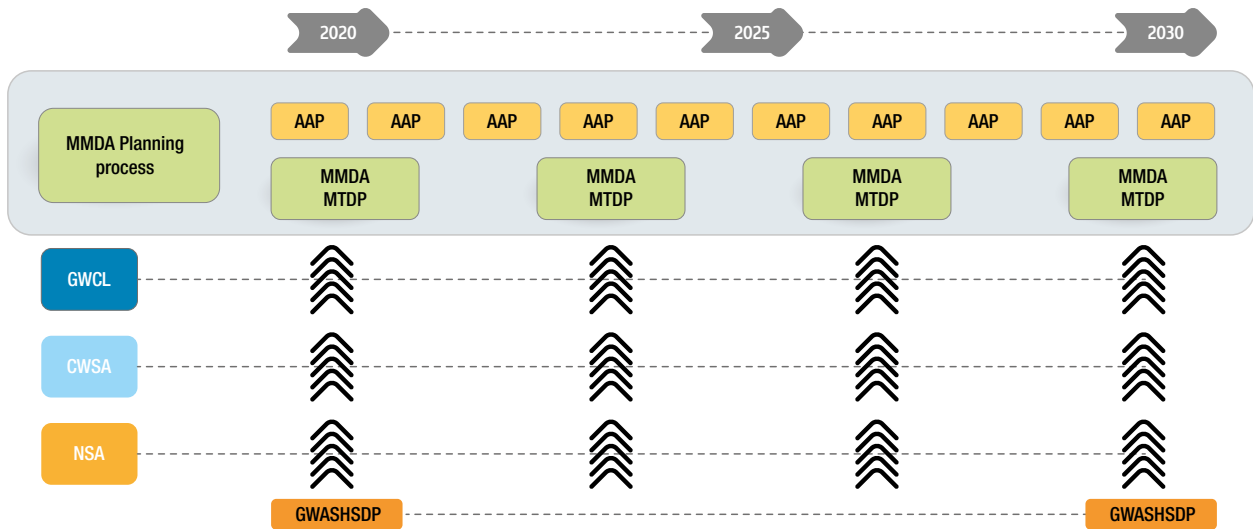 2020
2025
2030
MMDA Planning
process
AAP
AAP
AAP
AAP
AAP
AAP
AAP
AAP
AAP
AAP
MMDA
MTDP
MMDA
MTDP
MMDA
MTDP
MMDA
MTDP
GWCL
CWSA
NSA
GWASHSDP
GWASHSDP